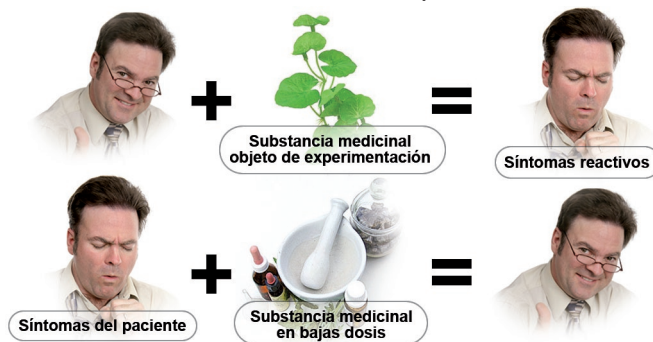 Substancia medicinal
objeto de experimentación
Síntomas reactivos
Síntomas del paciente
Substancia medicinal
en bajas dosis